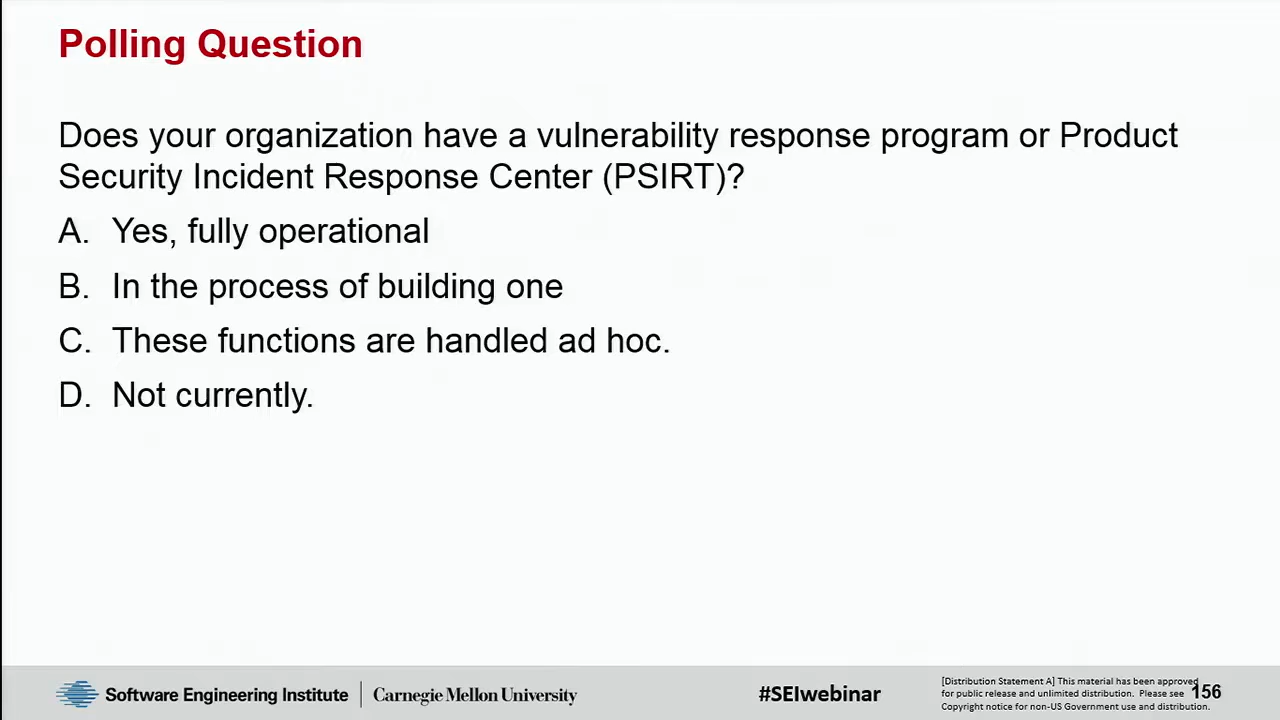 Polling Question
Does your organization have a vulnerability response program or Product
Security Incident Response Center (PSIRT)?
A. Yes, fully operational
B. In the process of building one
C. These functions are handled ad hoc.
D. Not currently.
Software Engineering Institute
Carnegie Mellon University
#SEIwebinar
[Distribution Statement A] This material has been approved
for public release and unlimited distribution. Please see
Copyright notice for non-US Government use and distribution.
156